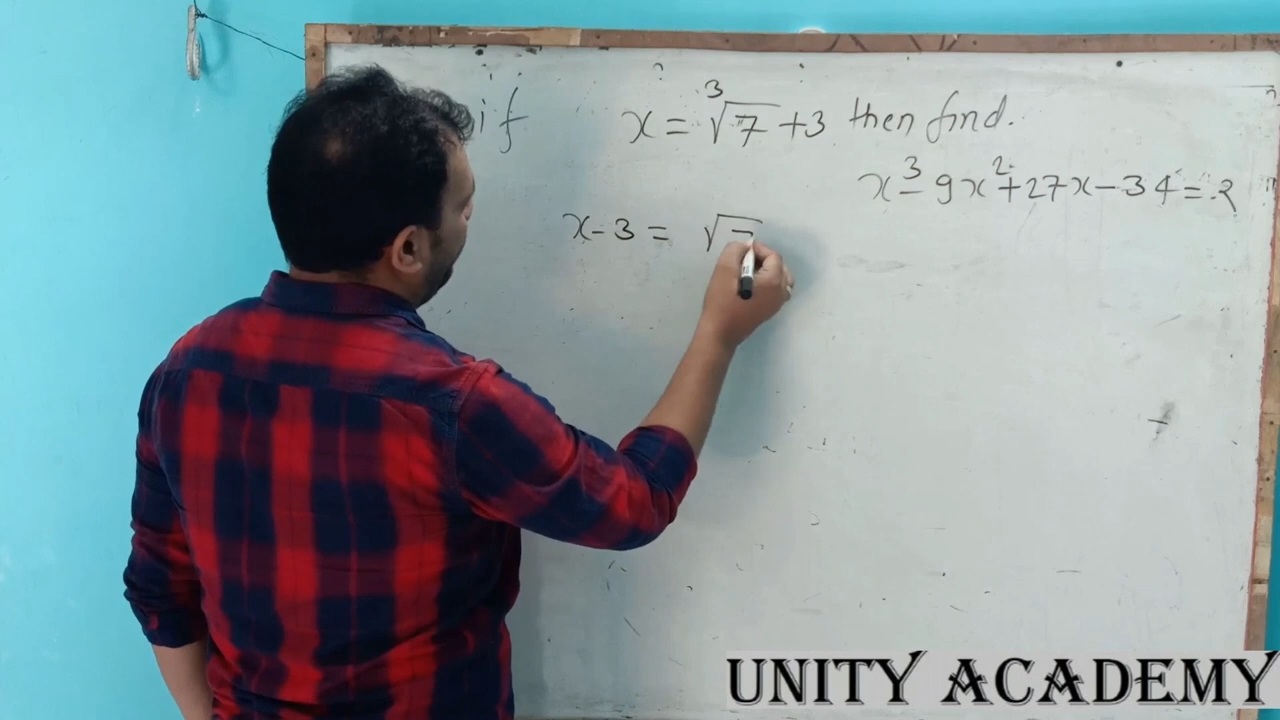 if x = ∛7 + 3 then find.
x³ - 9x² + 27x - 34 = ?
x - 3 = √7
UNITY ACADEMY